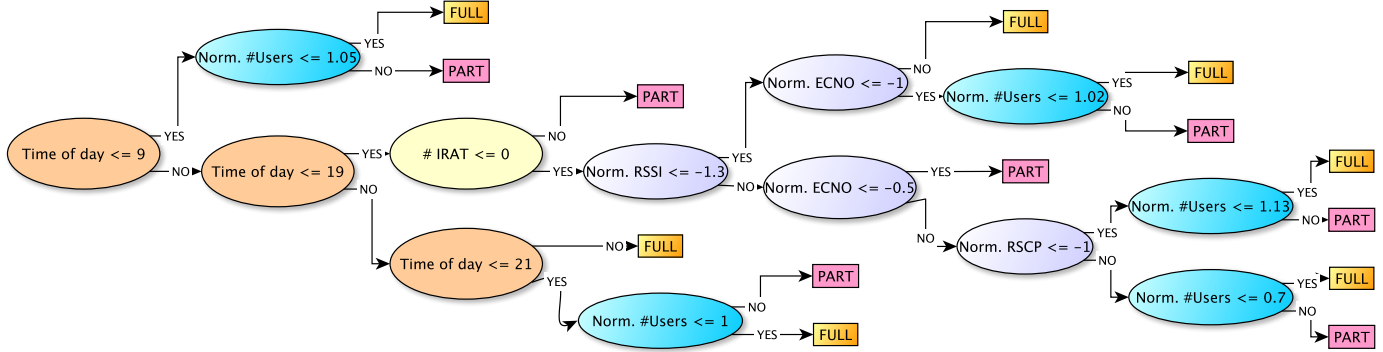 Time of day <= 9
YES
Norm. #Users <= 1.05
YES
FULL
NO
PART
NO
Time of day <= 19
YES
# IRAT <= 0
NO
PART
YES
Norm. RSSI <= −1.3
YES
Norm. ECNO <= −1
NO
FULL
YES
Norm. #Users <= 1.02
YES
FULL
NO
PART
NO
Norm. ECNO <= −0.5
YES
PART
NO
Norm. RSCP <= −1
YES
Norm. #Users <= 1.13
YES
FULL
NO
PART
NO
Norm. #Users <= 0.7
YES
FULL
NO
PART
NO
Time of day <= 21
NO
FULL
YES
Norm. #Users <= 1
NO
PART
YES
FULL